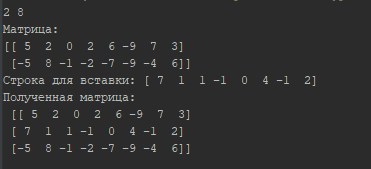 2 8
Матрица:
[[ 5 2 0 2 6 -9 7 3]
[-5 8 -1 -2 -7 -9 -4 6]]
Строка для вставки: [ 7 1 1 -1 0 4 -1 2]
Полученная матрица:
[[ 5 2 0 2 6 -9 7 3]
[ 7 1 1 -1 0 4 -1 2]
[-5 8 -1 -2 -7 -9 -4 6]]